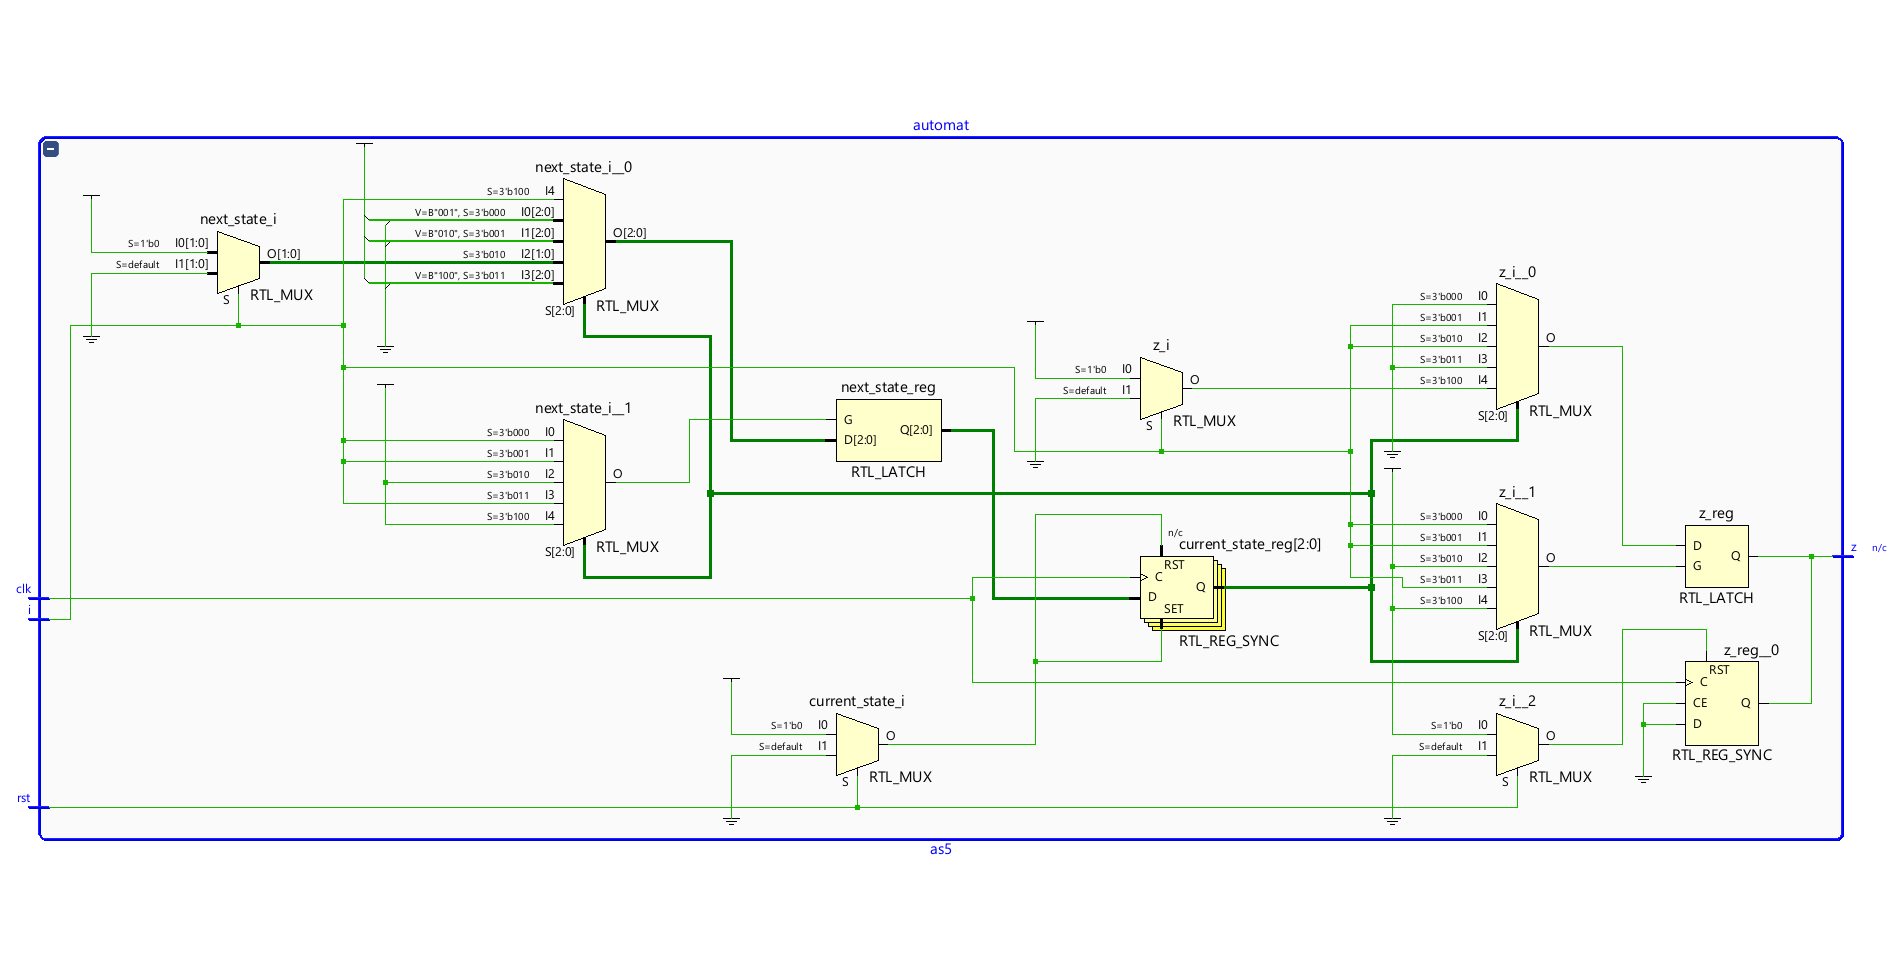 automat
next_state_i
S=1'b0 I0[1:0]
S=default I1[1:0]
O[1:0]
S
RTL_MUX
next_state_i__0
S=3'b100 I4
V=B"001", S=3'b000 I0[2:0]
V=B"010", S=3'b001 I1[2:0]
S=3'b010 I2[1:0]
V=B"100", S=3'b011 I3[2:0]
O[2:0]
S[2:0]
RTL_MUX
next_state_i__1
S=3'b000 I0
S=3'b001 I1
S=3'b010 I2
S=3'b011 I3
S=3'b100 I4
O
S[2:0]
RTL_MUX
next_state_reg
G
D[2:0]
Q[2:0]
RTL_LATCH
z_i
S=1'b0 I0
S=default I1
O
S
RTL_MUX
z_i__0
S=3'b000 I0
S=3'b001 I1
S=3'b010 I2
S=3'b011 I3
S=3'b100 I4
O
S[2:0]
RTL_MUX
z_i__1
S=3'b000 I0
S=3'b001 I1
S=3'b010 I2
S=3'b011 I3
S=3'b100 I4
O
S[2:0]
RTL_MUX
z_reg
D
G
Q
RTL_LATCH
z n/c
n/c
current_state_reg[2:0]
RST
C
D
Q
SET
RTL_REG_SYNC
clk
i
rst
current_state_i
S=1'b0 I0
S=default I1
O
S
RTL_MUX
z_i__2
S=1'b0 I0
S=default I1
O
S
RTL_MUX
z_reg__0
RST
C
CE
D
Q
RTL_REG_SYNC
as5